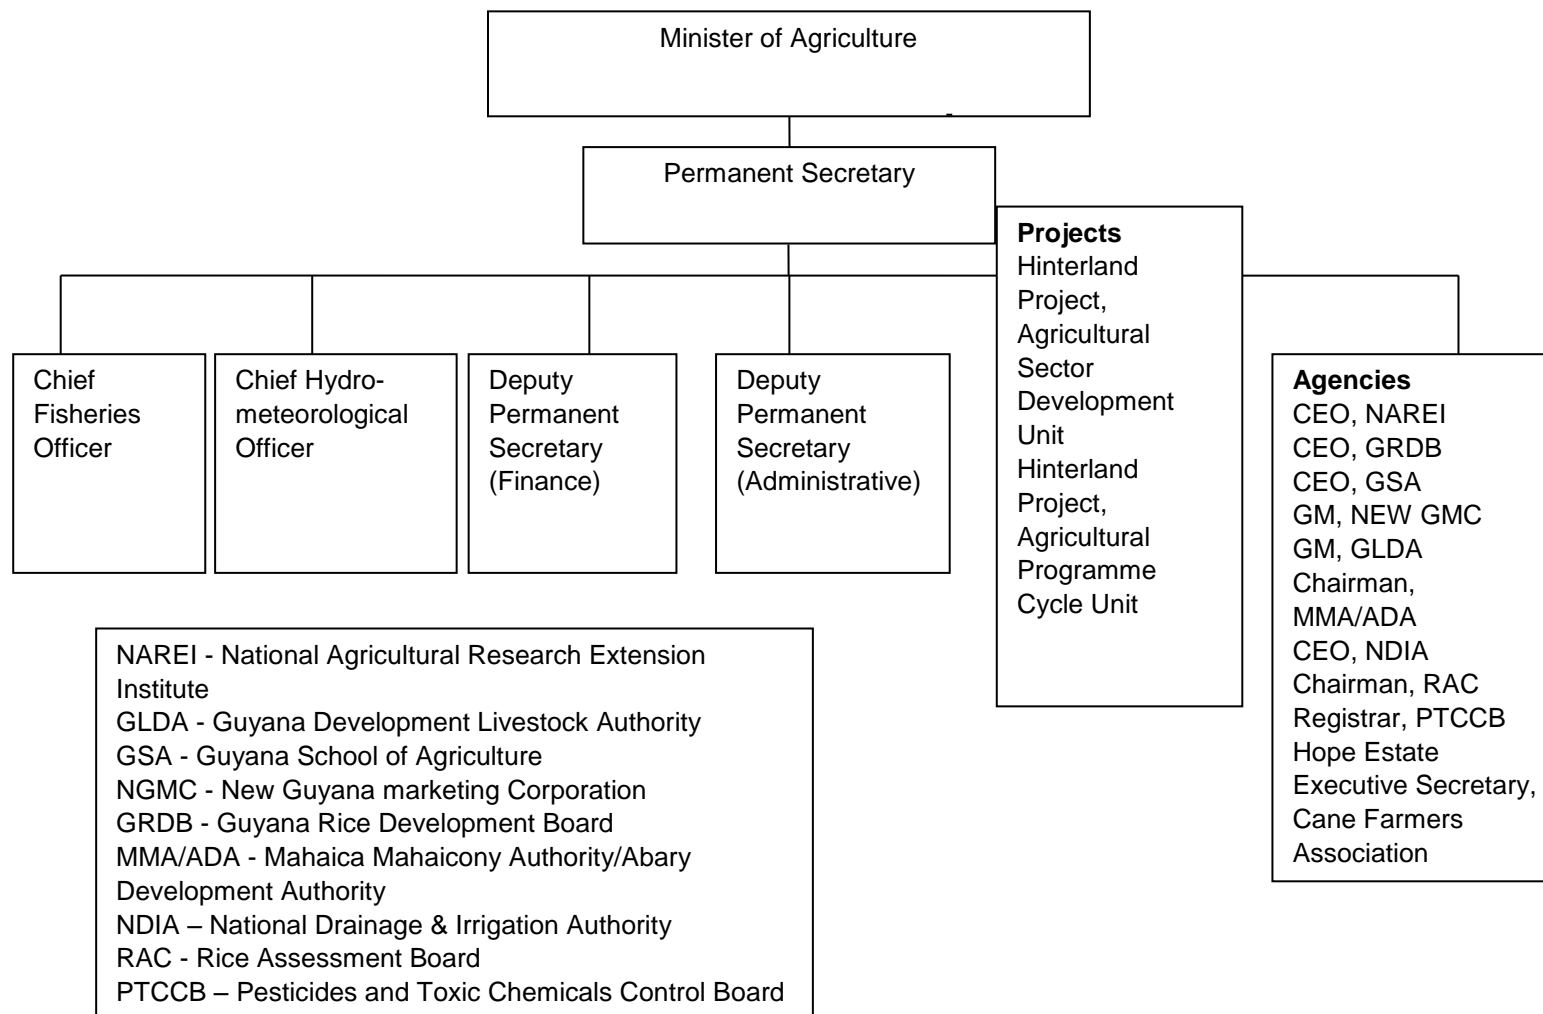 Minister of Agriculture
Permanent Secretary
Chief
Fisheries
Officer
Chief Hydro-
meteorological
Officer
Deputy
Permanent
Secretary
(Finance)
Deputy
Permanent
Secretary
(Administrative)
Projects
Hinterland
Project,
Agricultural
Sector
Development
Unit
Hinterland
Project,
Agricultural
Programme
Cycle Unit
Agencies
CEO, NAREI
CEO, GRDB
CEO, GSA
GM, NEW GMC
GM, GLDA
Chairman,
MMA/ADA
CEO, NDIA
Chairman, RAC
Registrar, PTCCB
Hope Estate
Executive Secretary,
Cane Farmers
Association
NAREI - National Agricultural Research Extension
Institute
GLDA - Guyana Development Livestock Authority
GSA - Guyana School of Agriculture
NGMC - New Guyana marketing Corporation
GRDB - Guyana Rice Development Board
MMA/ADA - Mahaica Mahaicony Authority/Abary
Development Authority
NDIA – National Drainage & Irrigation Authority
RAC - Rice Assessment Board
PTCCB – Pesticides and Toxic Chemicals Control Board